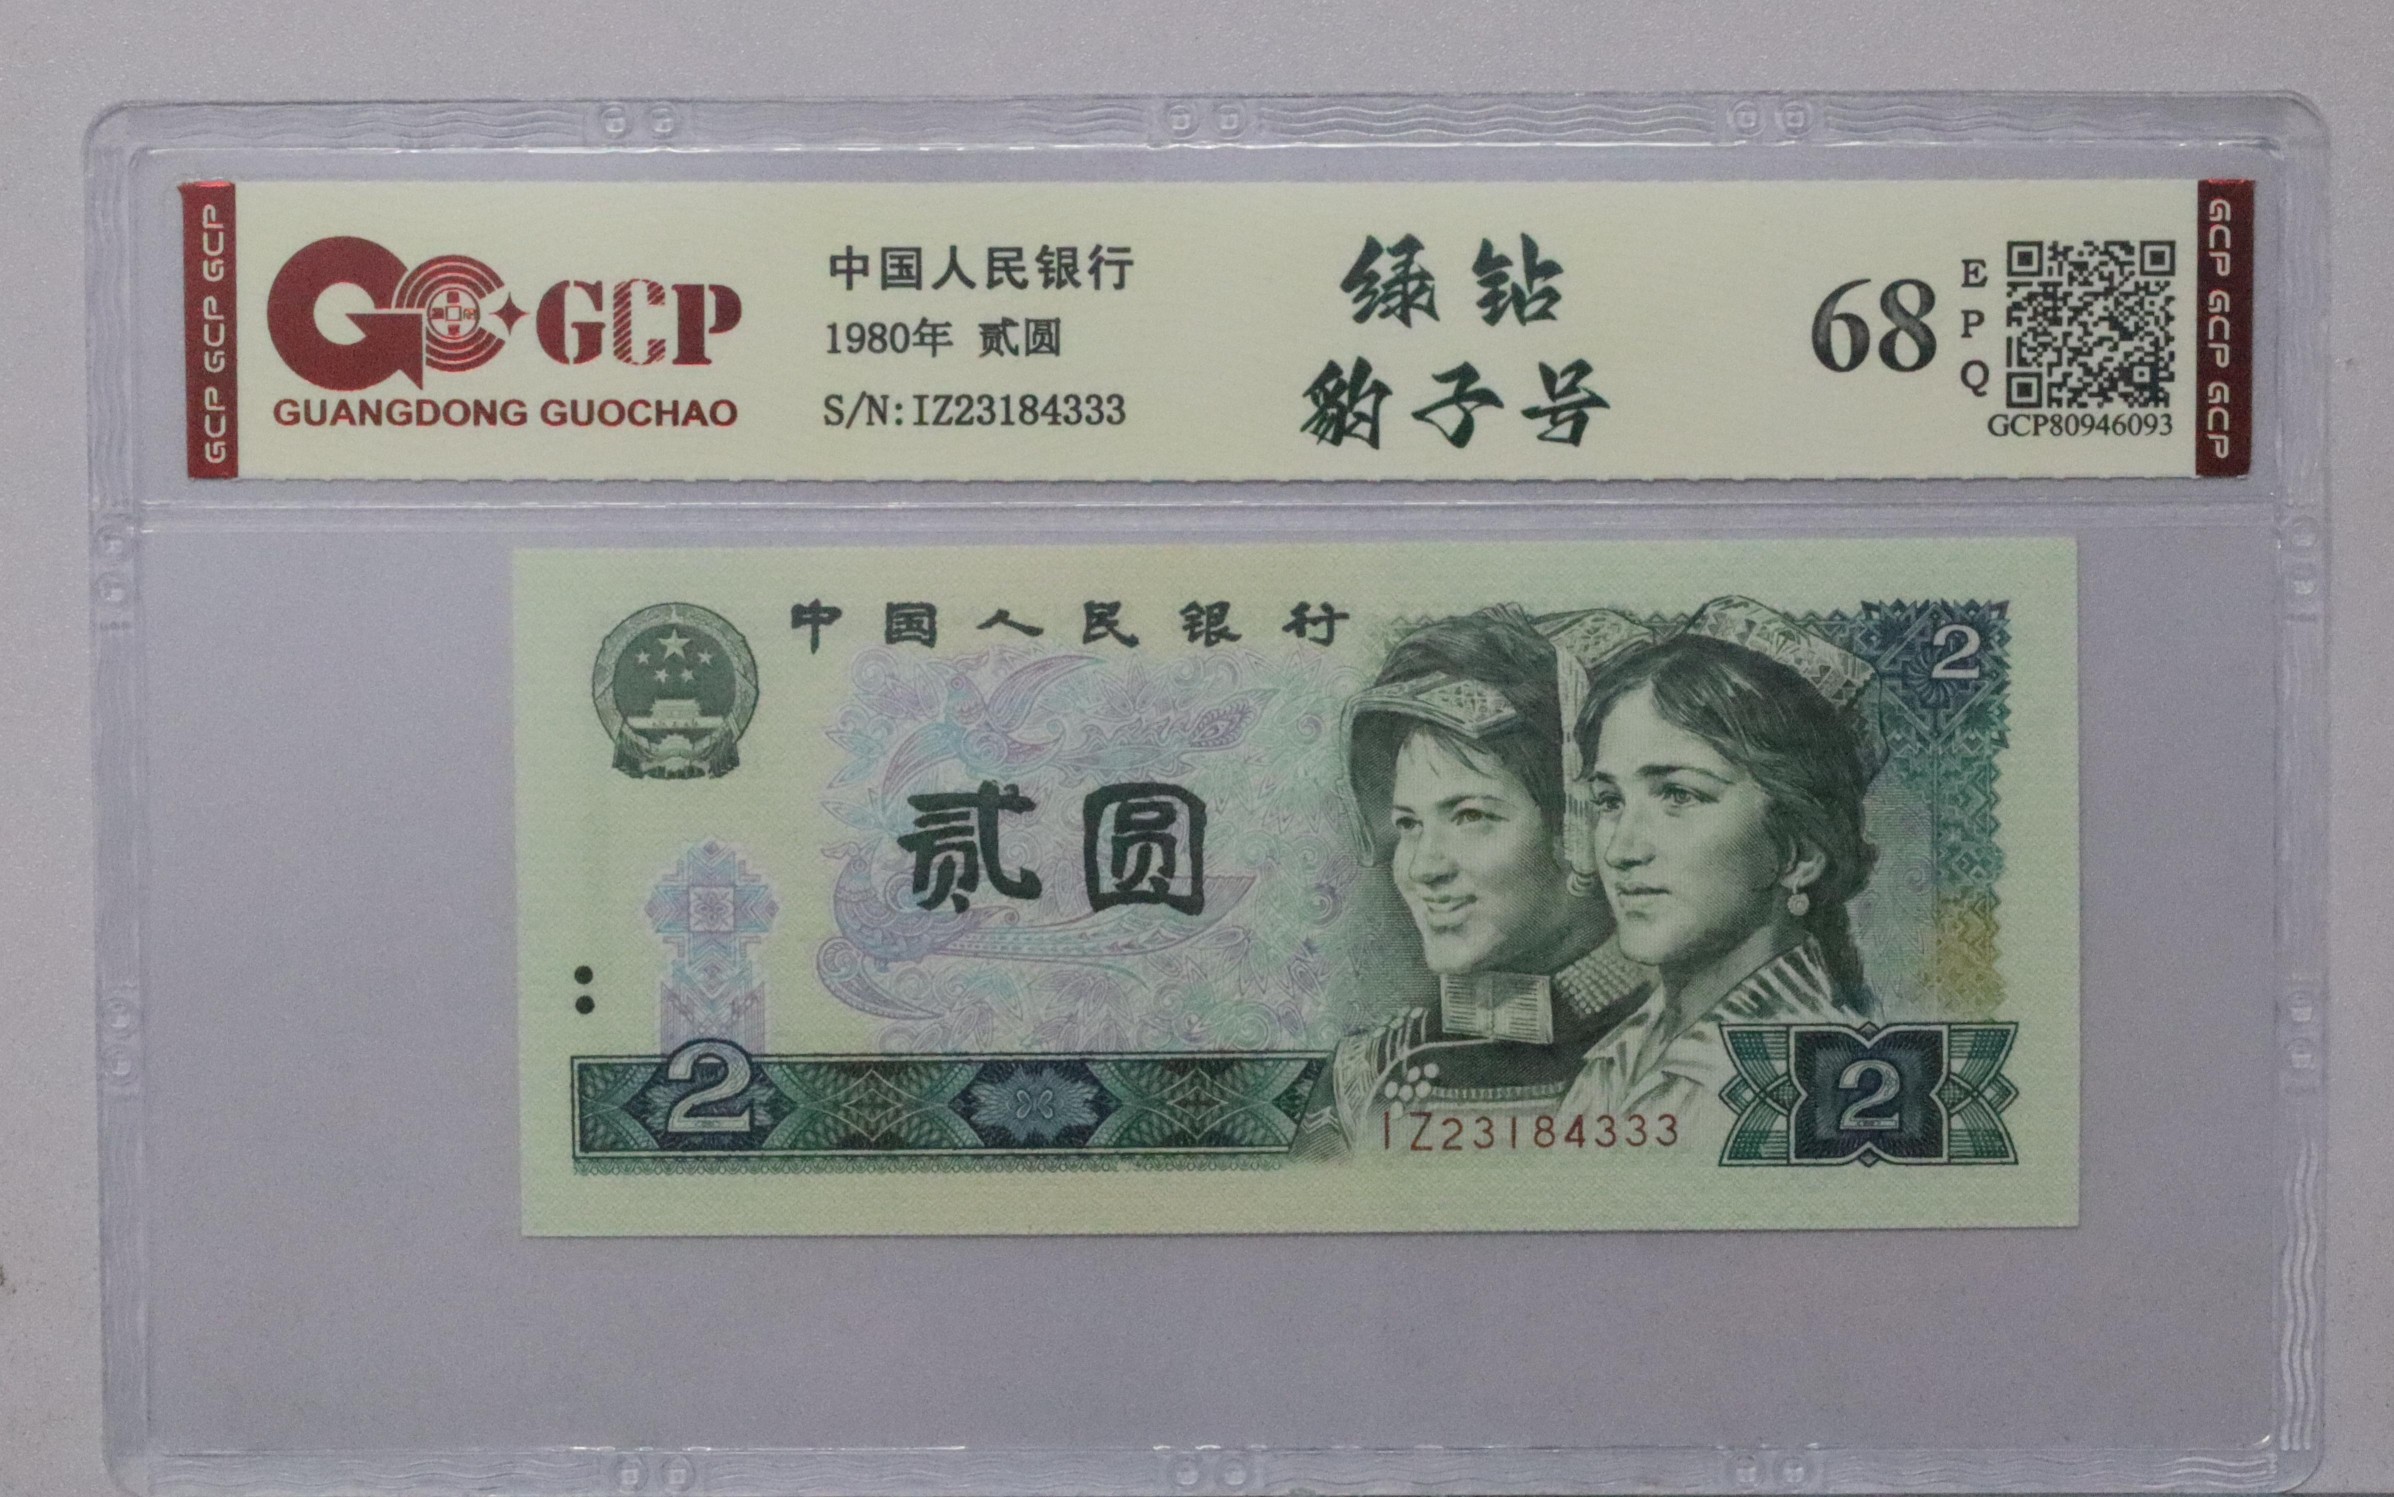 GCP GCP GCP
GCP
GUANGDONG GUOCHAO
中国人民银行
1980年 贰圆
S/N:IZ23184333
绿钻
豹子号
68
EPQ
GCP80946093
GCP GCP GCP
中国人民银行
2
贰圆
2
IZ23184333
2